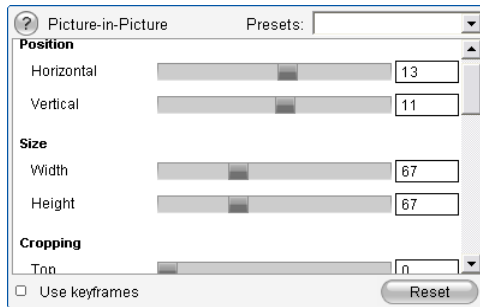 ? Picture-in-Picture Presets:
Position
Horizontal 13
Vertical 11
Size
Width 67
Height 67
Cropping
Top 0
Use keyframes Reset